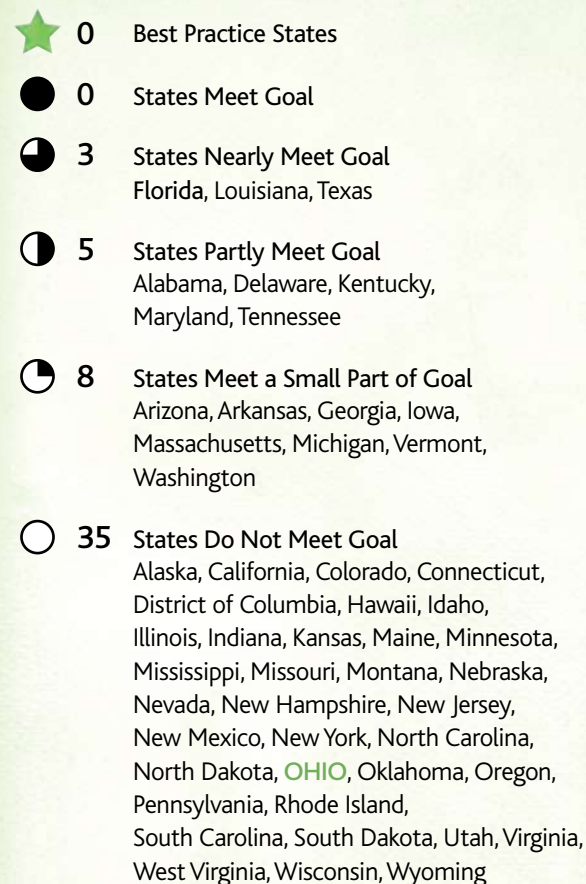 0 Best Practice States
0 States Meet Goal
3 States Nearly Meet Goal
Florida, Louisiana, Texas
5 States Partly Meet Goal
Alabama, Delaware, Kentucky,
Maryland, Tennessee
8 States Meet a Small Part of Goal
Arizona, Arkansas, Georgia, Iowa,
Massachusetts, Michigan, Vermont,
Washington
35 States Do Not Meet Goal
Alaska, California, Colorado, Connecticut,
District of Columbia, Hawaii, Idaho,
Illinois, Indiana, Kansas, Maine, Minnesota,
Mississippi, Missouri, Montana, Nebraska,
Nevada, New Hampshire, New Jersey,
New Mexico, New York, North Carolina,
North Dakota, OHIO, Oklahoma, Oregon,
Pennsylvania, Rhode Island,
South Carolina, South Dakota, Utah, Virginia,
West Virginia, Wisconsin, Wyoming